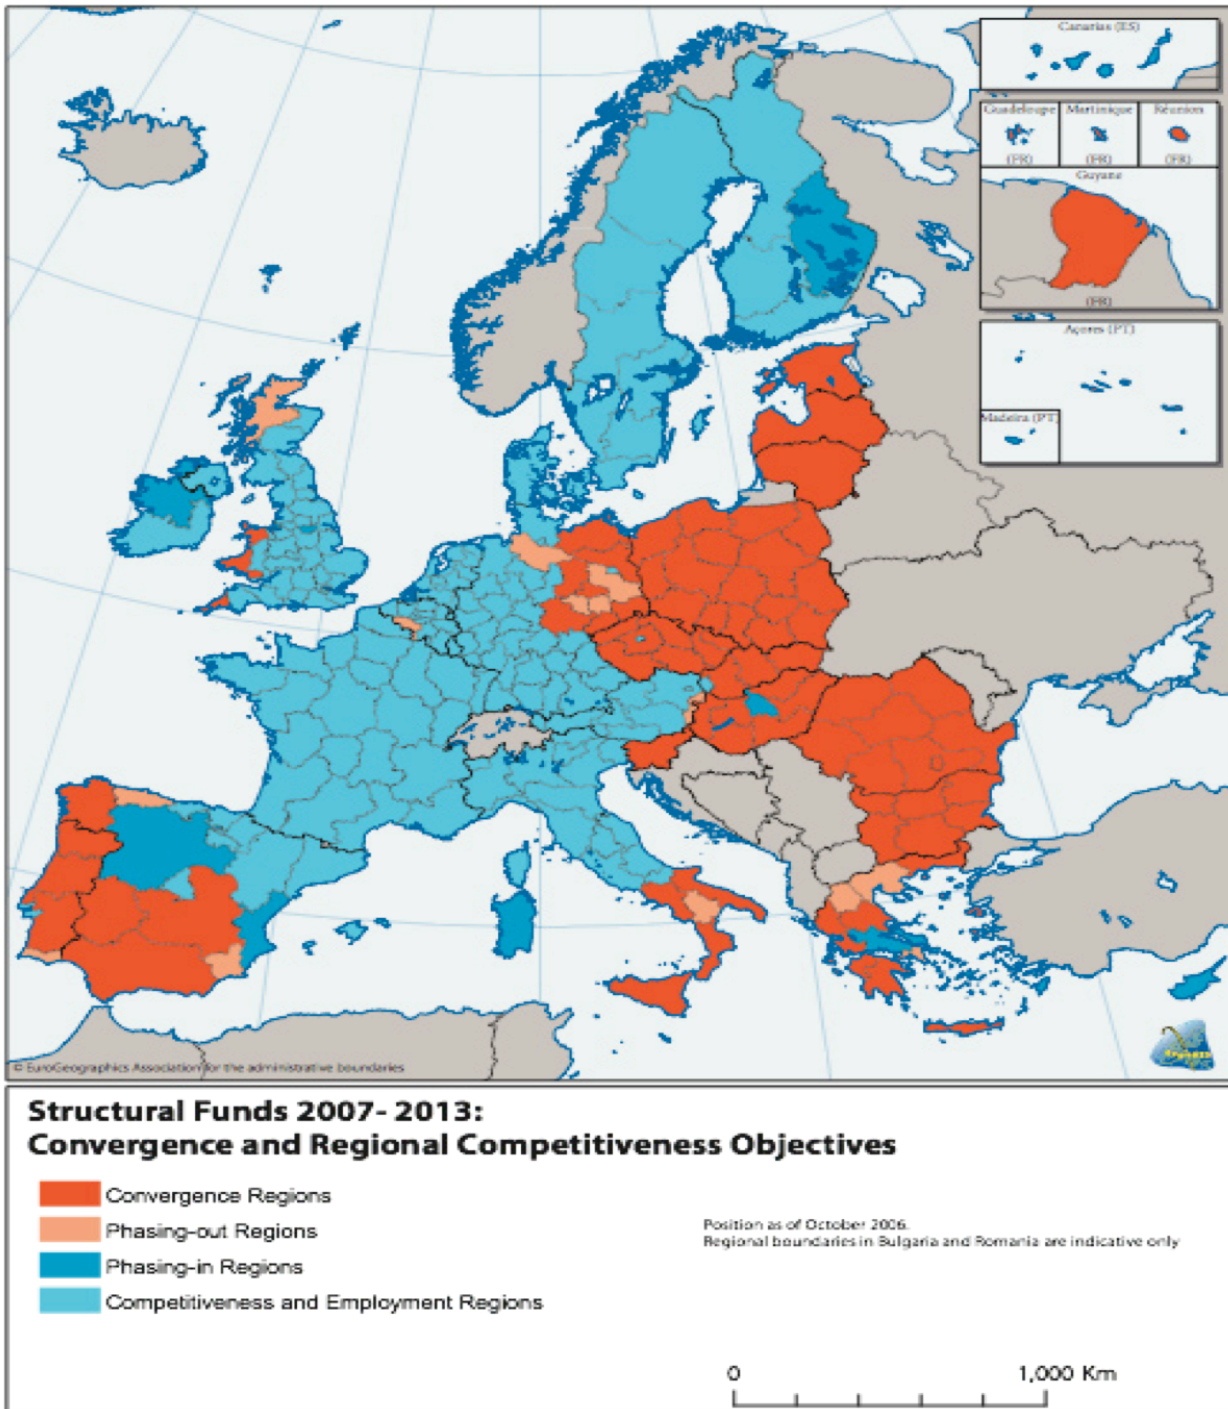 Canarias (ES)
Guadeloupe
Martinique
Réunion
(FR)
(FR)
(FR)
Guyane
(FR)
Açores (PT)
Madeira (PT)
© EuroGeographics Association for the administrative boundaries
Structural Funds 2007- 2013:
Convergence and Regional Competitiveness Objectives
Convergence Regions
Phasing-out Regions
Phasing-in Regions
Competitiveness and Employment Regions
Position as of October 2006.
Regional boundaries in Bulgaria and Romania are indicative only
0
1,000 Km